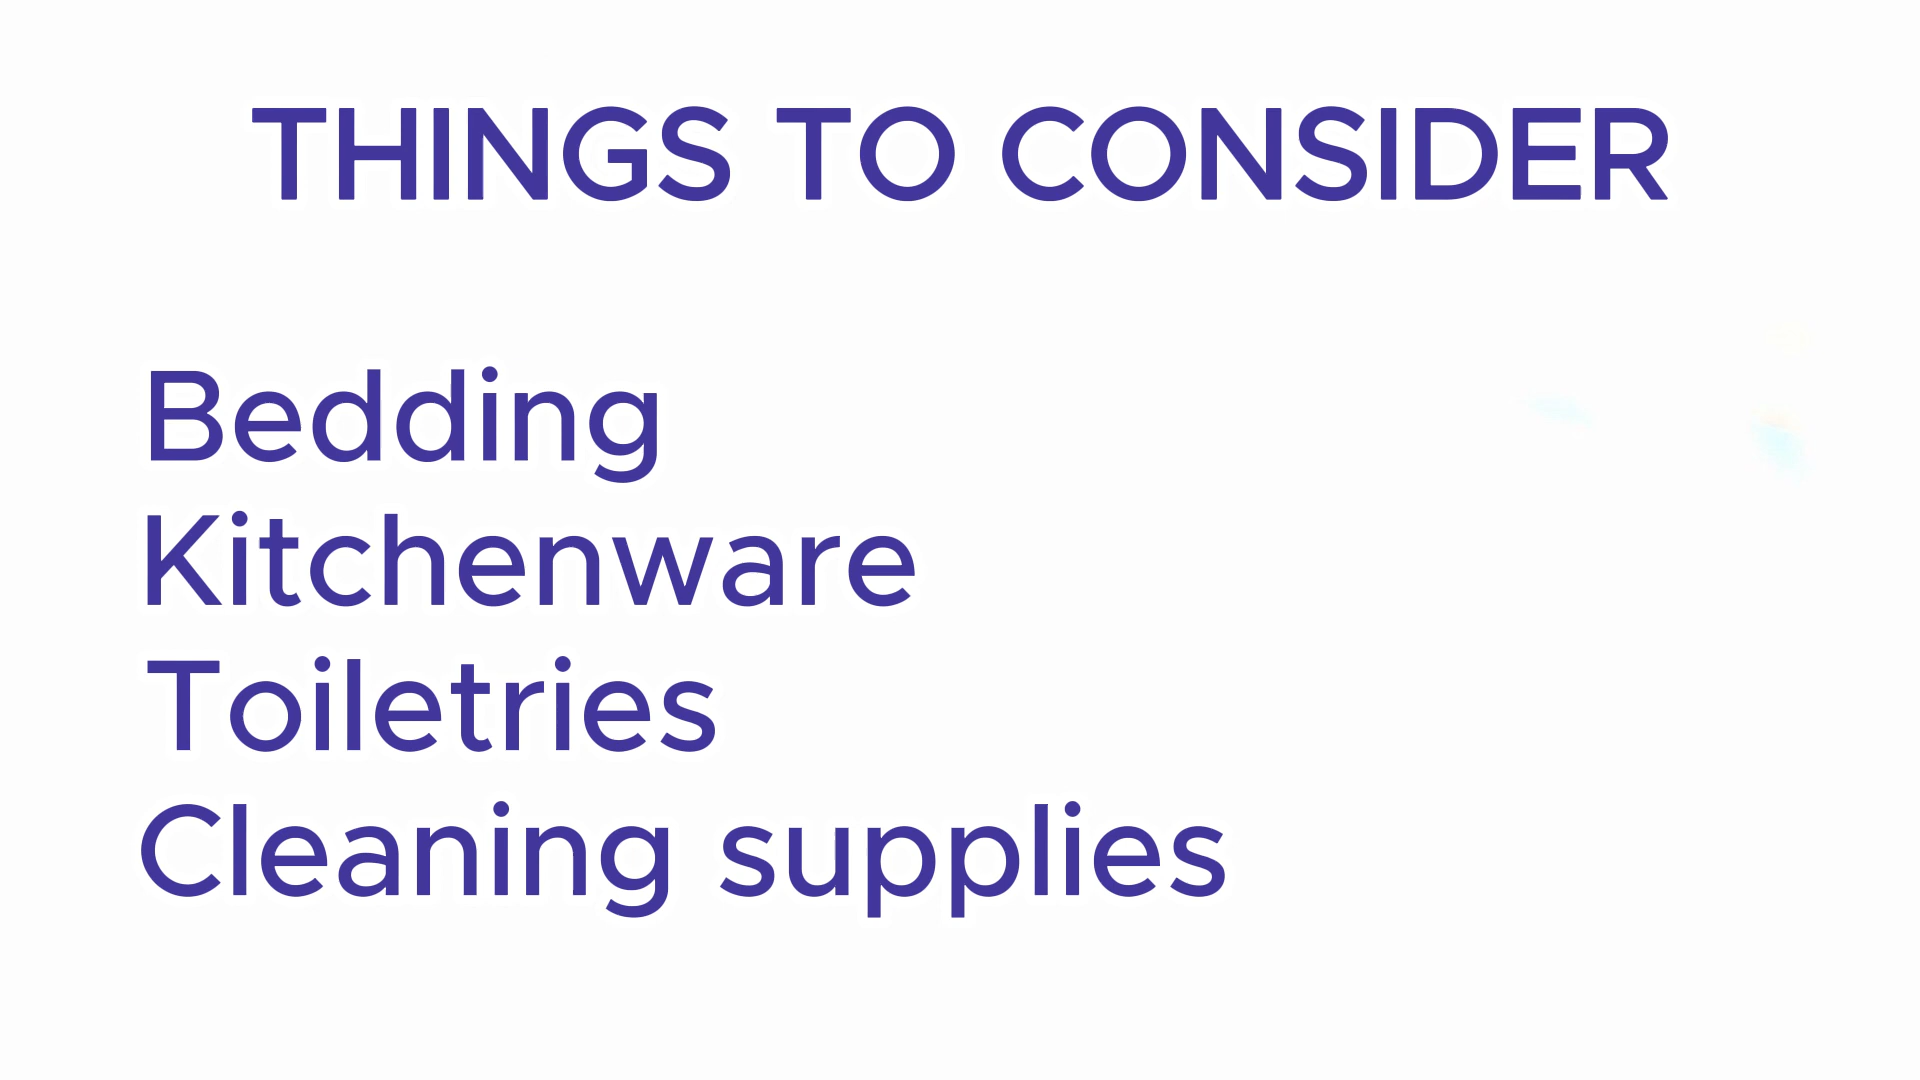 THINGS TO CONSIDER
Bedding
Kitchenware
Toiletries
Cleaning supplies